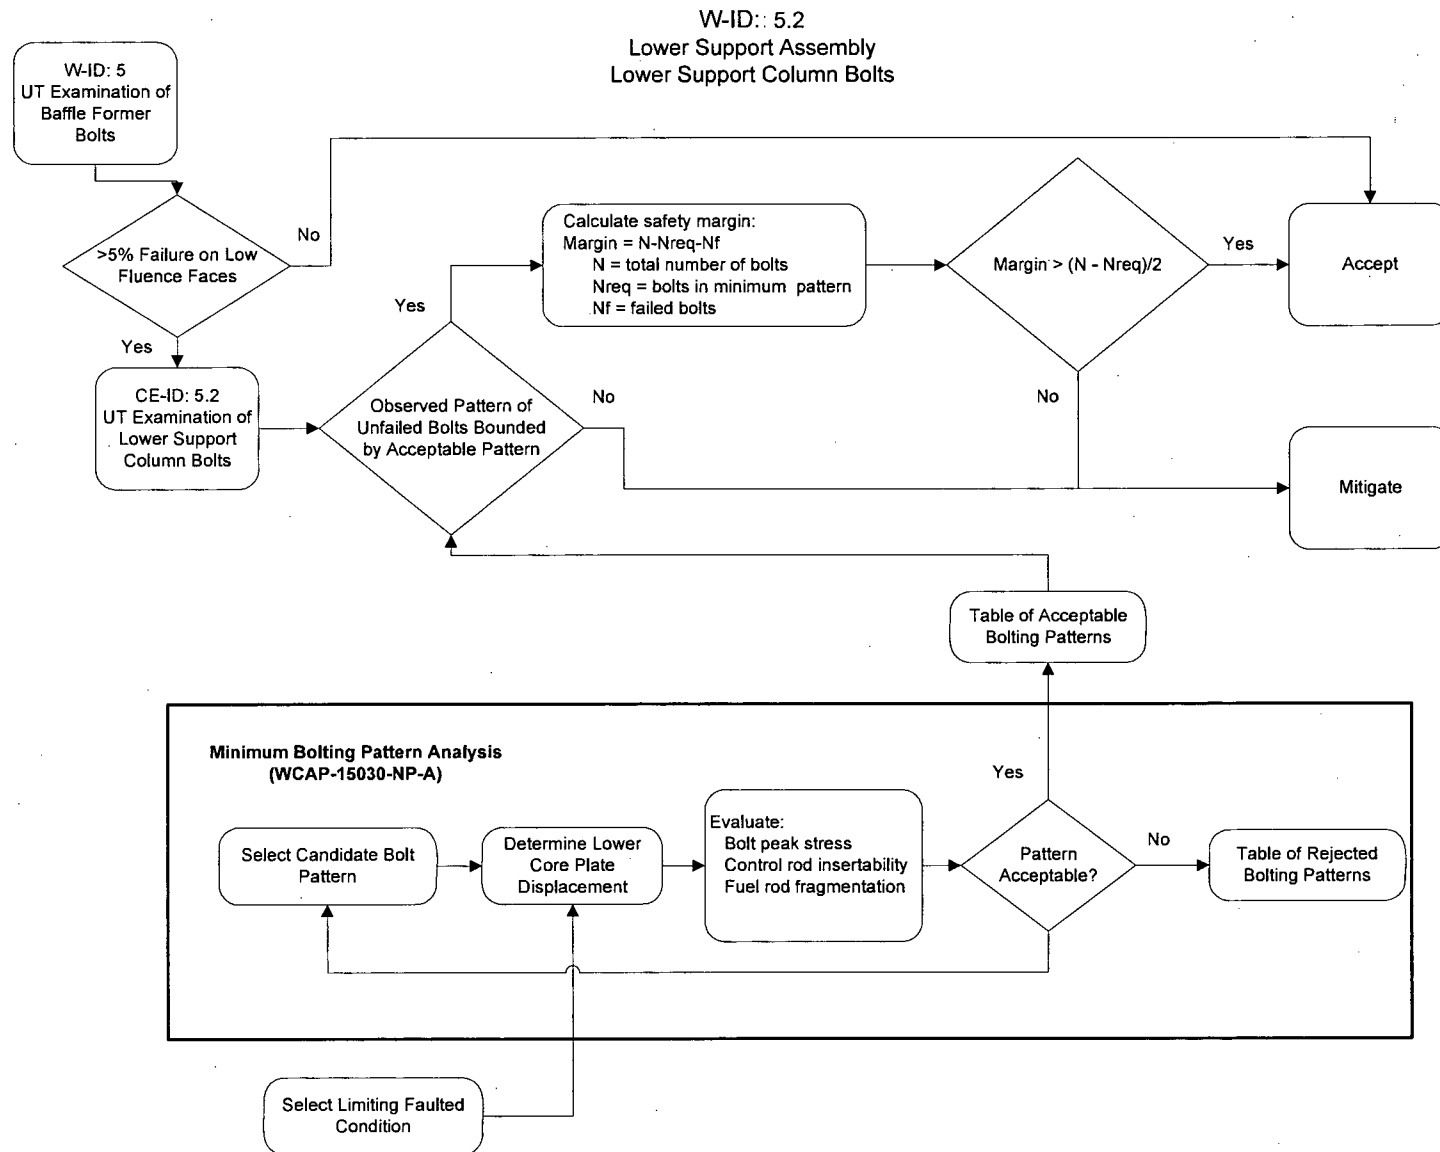 W-ID: 5.2
Lower Support Assembly
Lower Support Column Bolts
W-ID: 5
UT Examination of
Baffle Former
Bolts
>5% Failure on Low
Fluence Faces
No
Yes
CE-ID: 5.2
UT Examination of
Lower Support
Column Bolts
Observed Pattern of
Unfailed Bolts Bounded
by Acceptable Pattern
Yes
No
Calculate safety margin:
Margin = N-Nreq-Nf
N = total number of bolts
Nreq = bolts in minimum pattern
Nf = failed bolts
Margin > (N - Nreq)/2
Yes
No
Accept
Mitigate
Table of Acceptable
Bolting Patterns
Minimum Bolting Pattern Analysis
(WCAP-15030-NP-A)
Select Candidate Bolt
Pattern
Determine Lower
Core Plate
Displacement
Evaluate:
Bolt peak stress
Control rod insertability
Fuel rod fragmentation
Pattern
Acceptable?
Yes
No
Table of Rejected
Bolting Patterns
Select Limiting Faulted
Condition